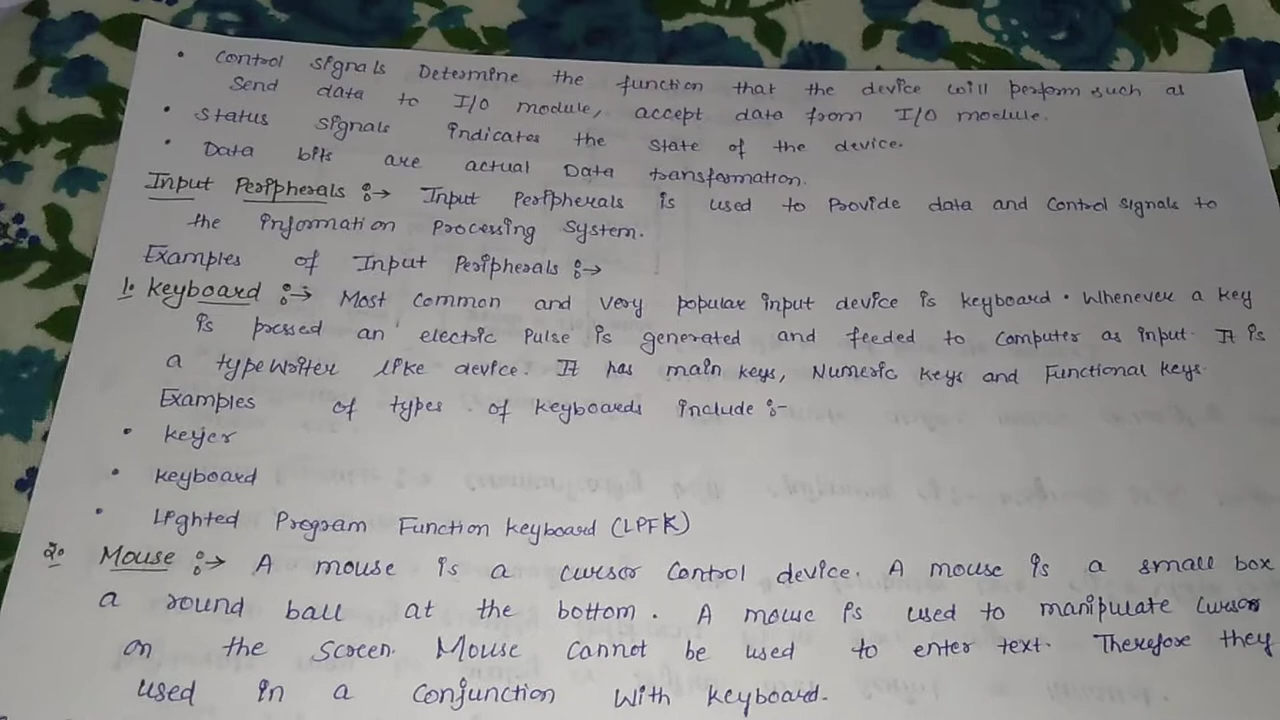 • Control signals Determine the function that the device will perform such as
Send data to I/O module, accept data from I/O module.
• Status signals indicates the state of the device.
• Data bits are actual Data transformation.
Input Peripherals :→ Input Peripherals is used to Provide data and Control signals to
the information Processing System.
Examples of Input Peripherals :→
1. Keyboard :→ Most common and very popular input device is keyboard. Whenever a key
is pressed an electric Pulse is generated and feeded to Computer as input. It is
a typewriter like device. It has main keys, Numeric keys and Functional keys.
Examples of types of keyboards include :-
• keyer
• keyboard
• Lighted Program Function keyboard (LPFK)
2. Mouse :→ A mouse is a cursor Control device. A mouse is a small box
a round ball at the bottom. A mouse is used to manipulate cursor
on the screen. Mouse cannot be used to enter text. Therefore they
used in a conjunction with keyboard.